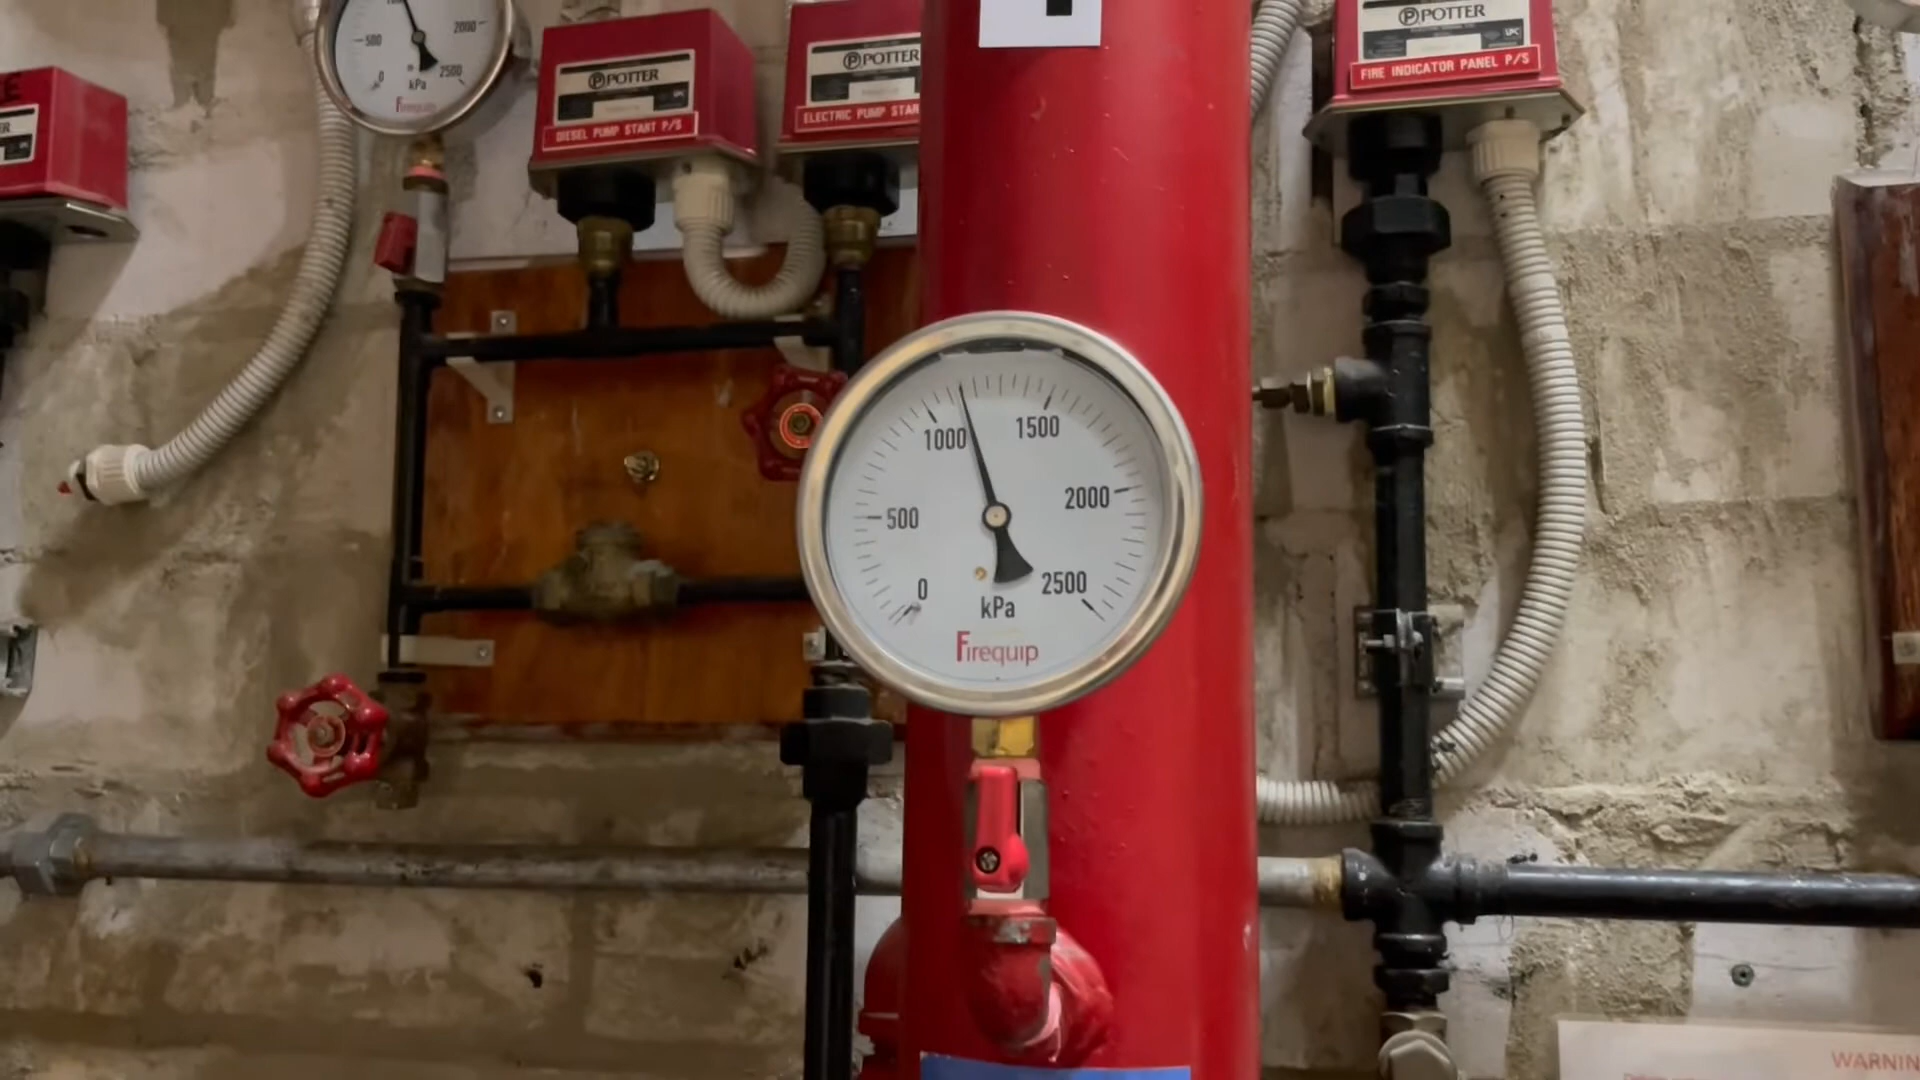 500
2000
0
kPa
2500
Firequip
POTTER
DIESEL PUMP START P/S
POTTER
ELECTRIC PUMP STAR
POTTER
FIRE INDICATOR PANEL P/S
1000
1500
500
2000
0
2500
kPa
Firequip
WARNIN